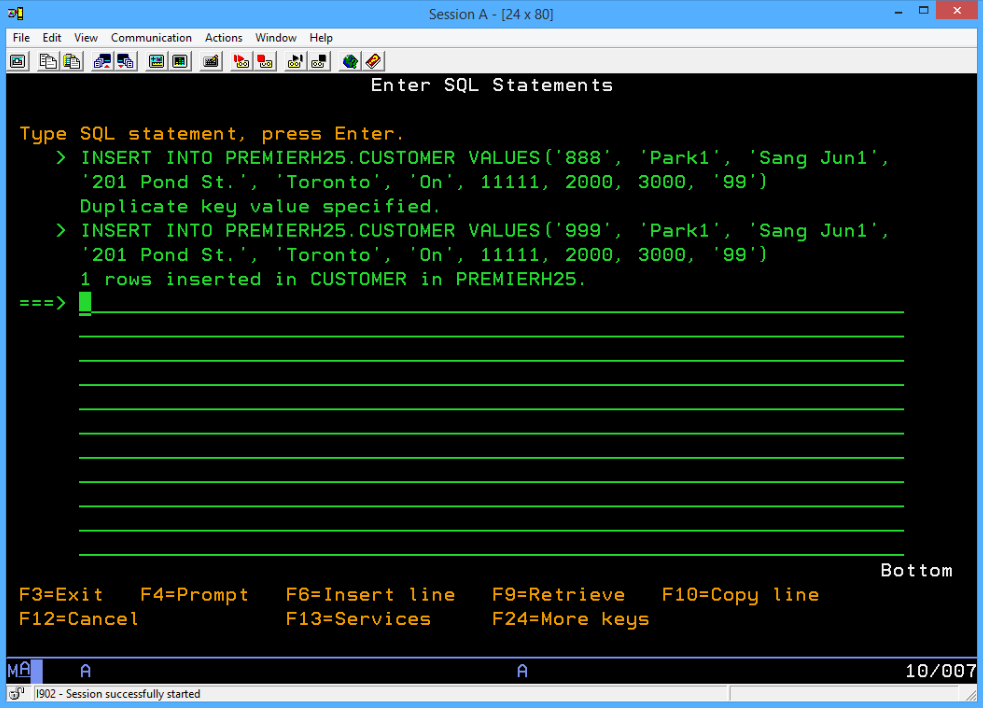 Session A - [24 x 80]
File Edit View Communication Actions Window Help
Enter SQL Statements
Type SQL statement, press Enter.
> INSERT INTO PREMIERH25.CUSTOMER VALUES('888', 'Park1', 'Sang Jun1',
'201 Pond St.', 'Toronto', 'On', 11111, 2000, 3000, '99')
Duplicate key value specified.
> INSERT INTO PREMIERH25.CUSTOMER VALUES('999', 'Park1', 'Sang Jun1',
'201 Pond St.', 'Toronto', 'On', 11111, 2000, 3000, '99')
1 rows inserted in CUSTOMER in PREMIERH25.
===>
Bottom
F3=Exit F4=Prompt F6=Insert line F9=Retrieve F10=Copy line
F12=Cancel F13=Services F24=More keys
MA A A 10/007
I902 - Session successfully started